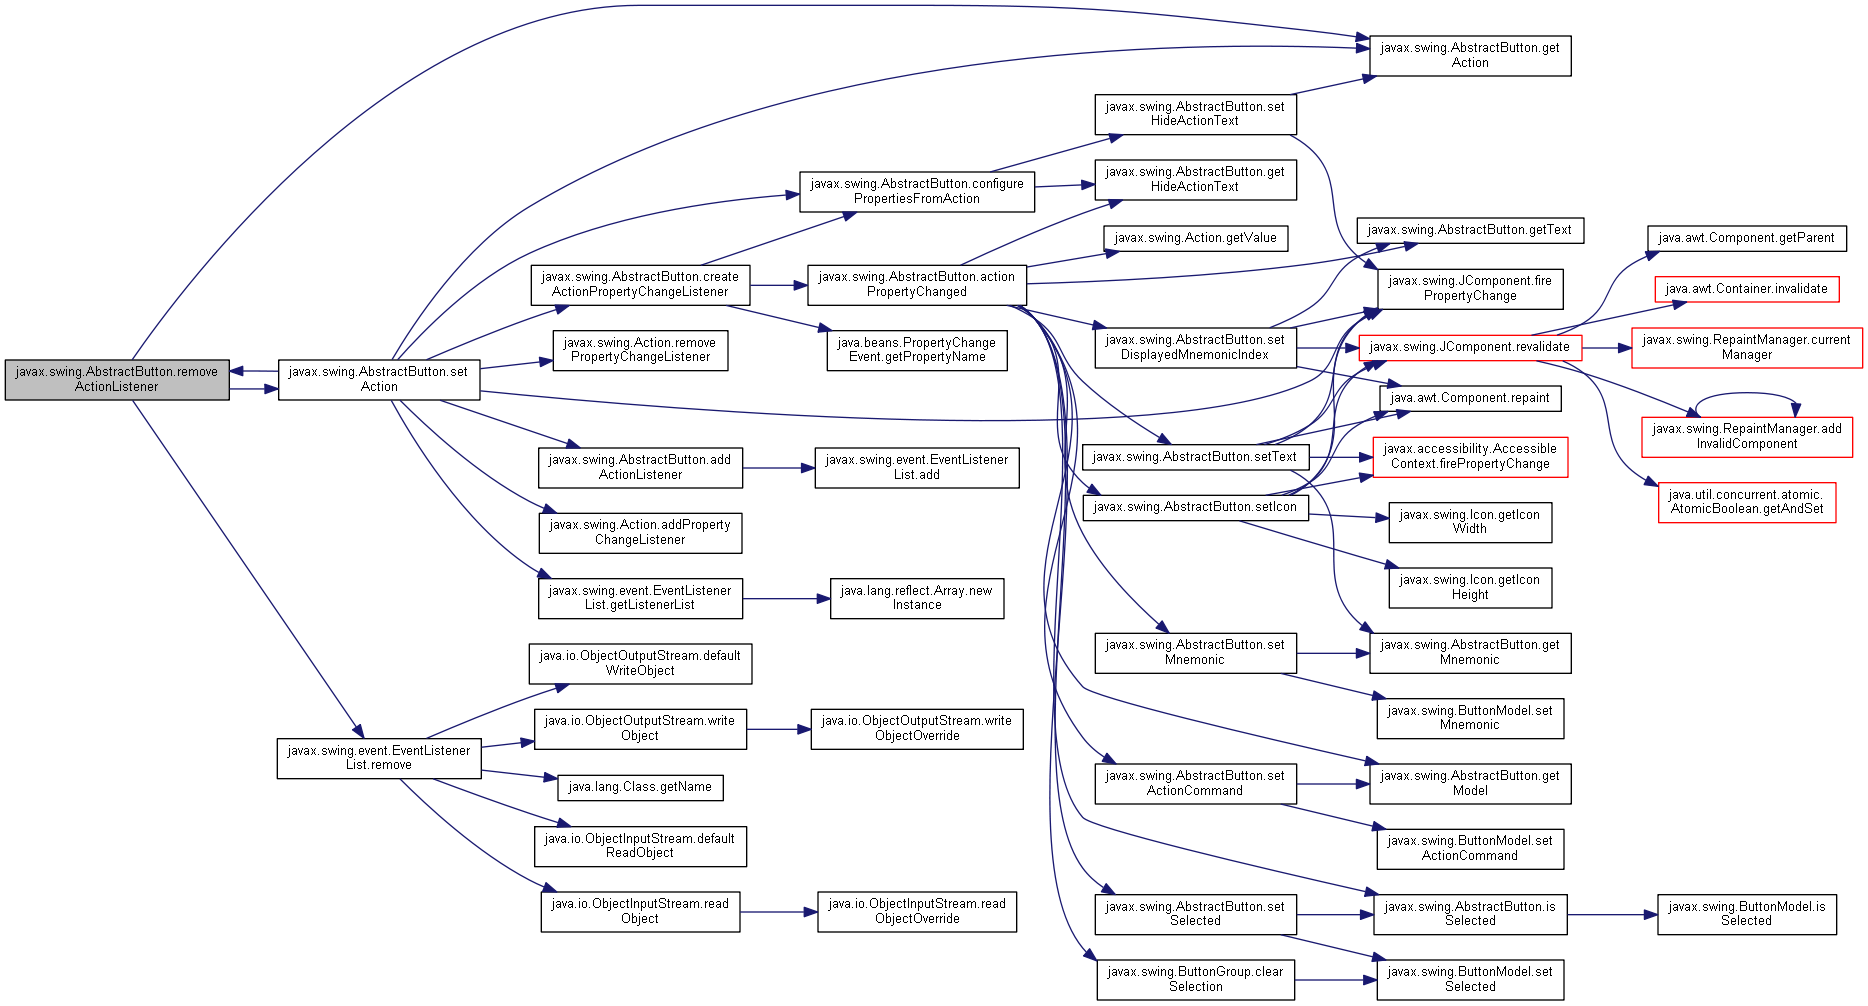 javax.swing.AbstractButton.remove
ActionListener
javax.swing.AbstractButton.set
Action
javax.swing.event.EventListener
List.remove
javax.swing.AbstractButton.create
ActionPropertyChangeListener
javax.swing.Action.remove
PropertyChangeListener
javax.swing.AbstractButton.add
ActionListener
javax.swing.Action.addProperty
ChangeListener
javax.swing.event.EventListener
List.getListenerList
java.io.ObjectOutputStream.default
WriteObject
java.io.ObjectOutputStream.write
Object
java.lang.Class.getName
java.io.ObjectInputStream.default
ReadObject
java.io.ObjectInputStream.read
Object
javax.swing.AbstractButton.configure
PropertiesFromAction
javax.swing.AbstractButton.action
PropertyChanged
java.beans.PropertyChange
Event.getPropertyName
javax.swing.event.EventListener
List.add
java.lang.reflect.Array.new
Instance
java.io.ObjectOutputStream.write
ObjectOverride
java.io.ObjectInputStream.read
ObjectOverride
javax.swing.AbstractButton.set
HideActionText
javax.swing.AbstractButton.get
HideActionText
javax.swing.Action.getValue
javax.swing.AbstractButton.set
DisplayedMnemonicIndex
javax.swing.AbstractButton.setText
javax.swing.AbstractButton.setIcon
javax.swing.AbstractButton.set
Mnemonic
javax.swing.AbstractButton.set
ActionCommand
javax.swing.AbstractButton.set
Selected
javax.swing.ButtonGroup.clear
Selection
javax.swing.AbstractButton.get
Action
javax.swing.AbstractButton.getText
javax.swing.JComponent.fire
PropertyChange
javax.swing.JComponent.revalidate
java.awt.Component.repaint
javax.accessibility.Accessible
Context.firePropertyChange
javax.swing.Icon.getIcon
Width
javax.swing.Icon.getIcon
Height
javax.swing.AbstractButton.get
Mnemonic
javax.swing.ButtonModel.set
Mnemonic
javax.swing.AbstractButton.get
Model
javax.swing.ButtonModel.set
ActionCommand
javax.swing.AbstractButton.is
Selected
javax.swing.ButtonModel.set
Selected
java.awt.Component.getParent
java.awt.Container.invalidate
javax.swing.RepaintManager.current
Manager
javax.swing.RepaintManager.add
InvalidComponent
java.util.concurrent.atomic.
AtomicBoolean.getAndSet
javax.swing.ButtonModel.is
Selected